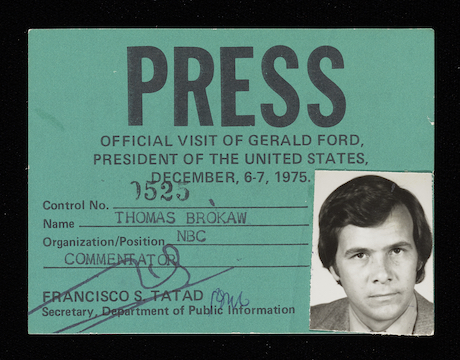 PRESS
OFFICIAL VISIT OF GERALD FORD,
PRESIDENT OF THE UNITED STATES,
DECEMBER, 6-7, 1975.
Control No. 0525
Name THOMAS BROKAW
Organization/Position NBC
COMMENTATOR
FRANCISCO S. TATAD
Secretary, Department of Public Information